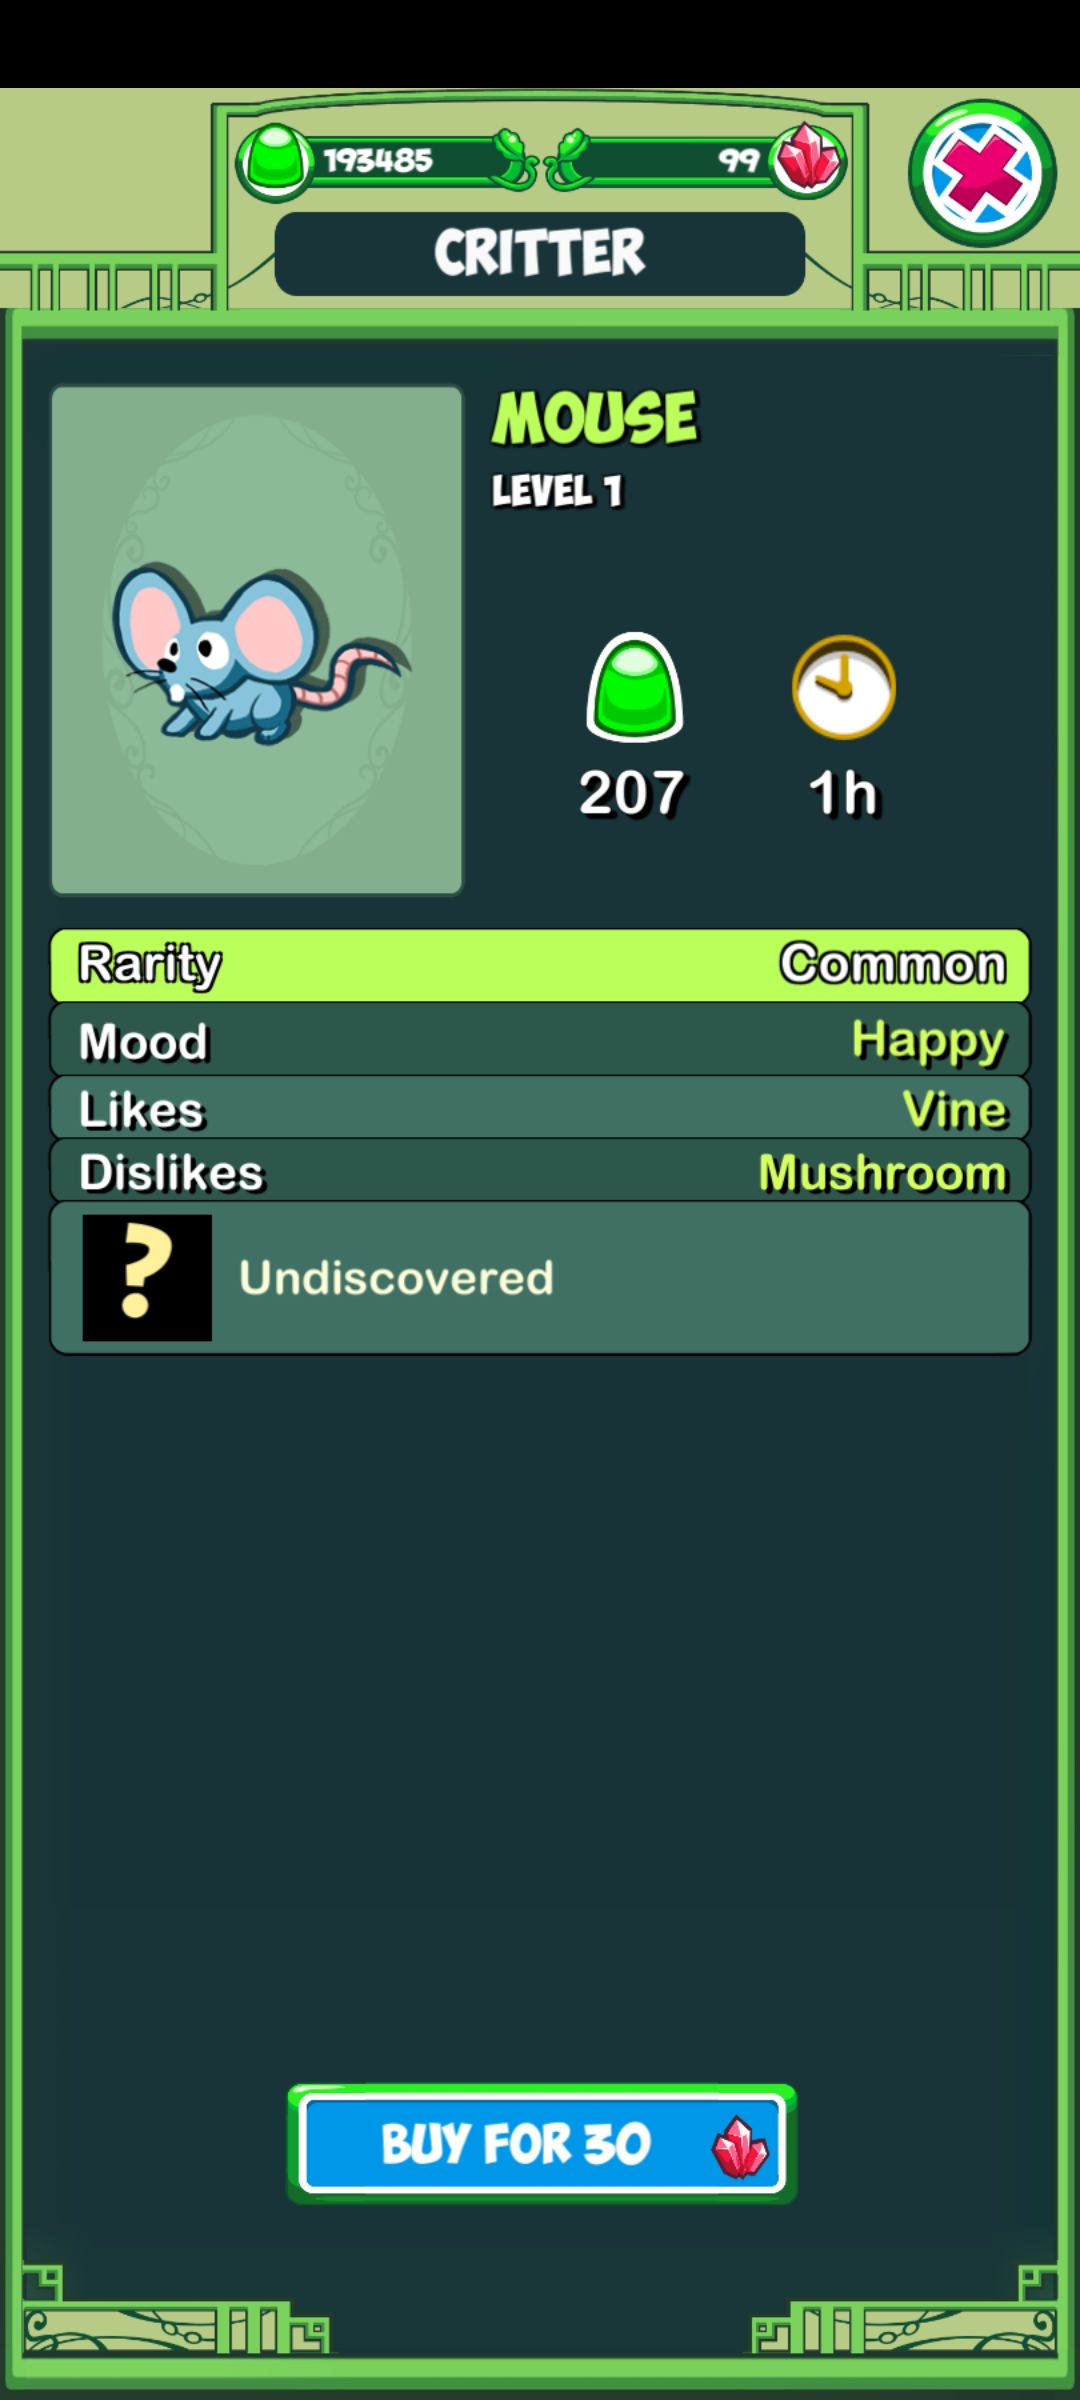 193485
99
CRITTER
MOUSE
LEVEL 1
207
1h
Rarity Common
Mood Happy
Likes Vine
Dislikes Mushroom
? Undiscovered
BUY FOR 30